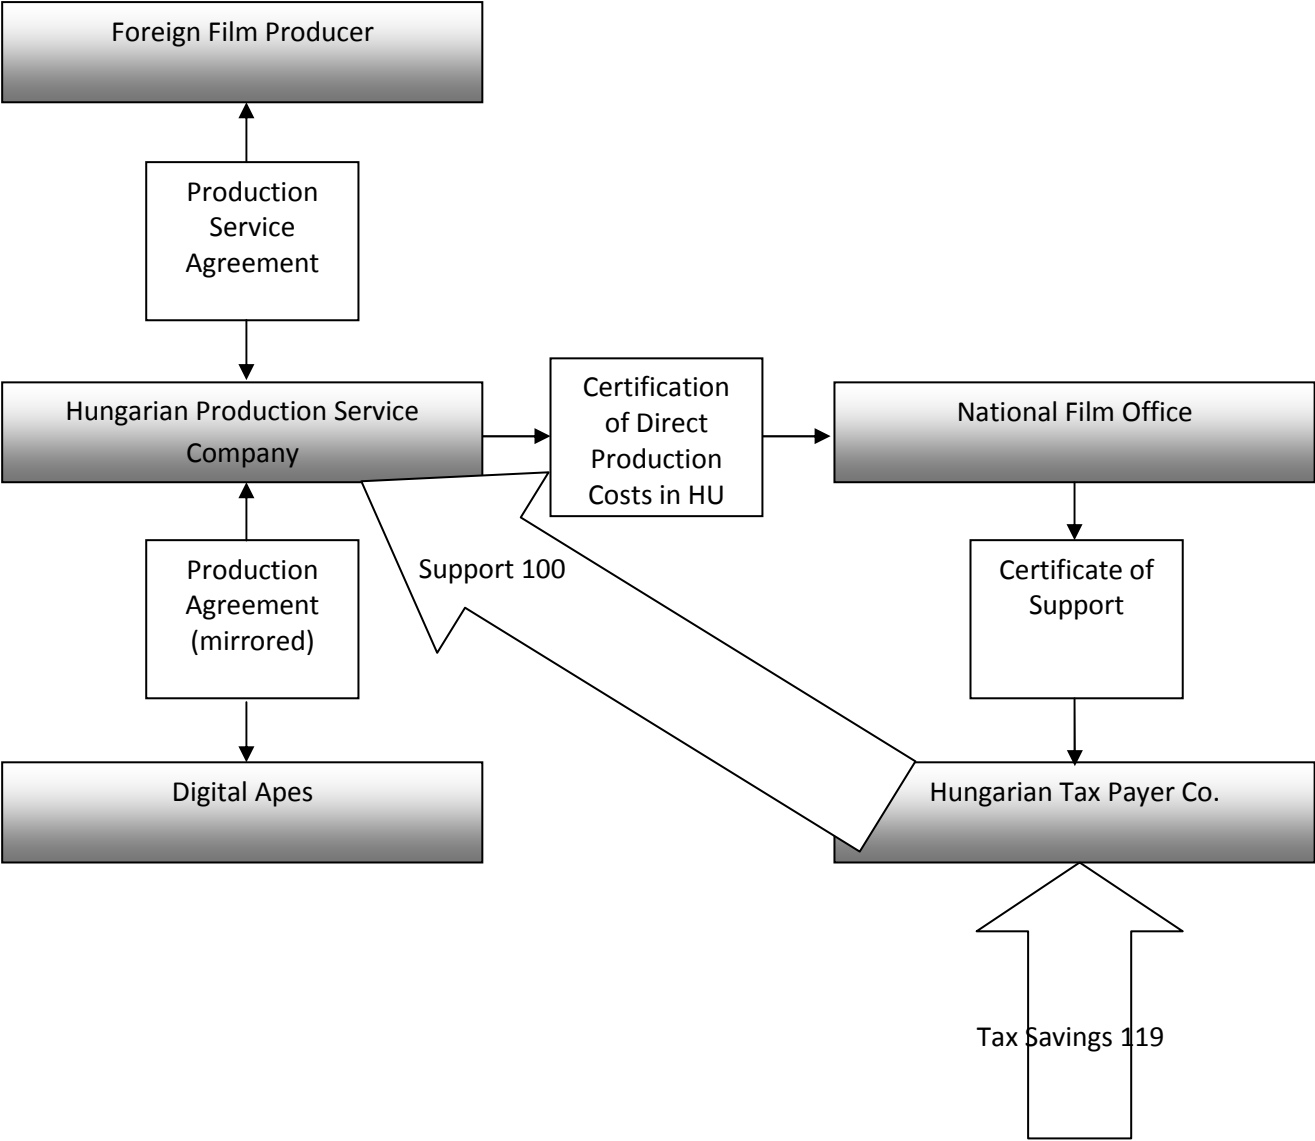 Foreign Film Producer
Production
Service
Agreement
Hungarian Production Service
Company
Certification
of Direct
Production
Costs in HU
National Film Office
Production
Agreement
(mirrored)
Support 100
Certificate of
Support
Digital Apes
Hungarian Tax Payer Co.
Tax Savings 119